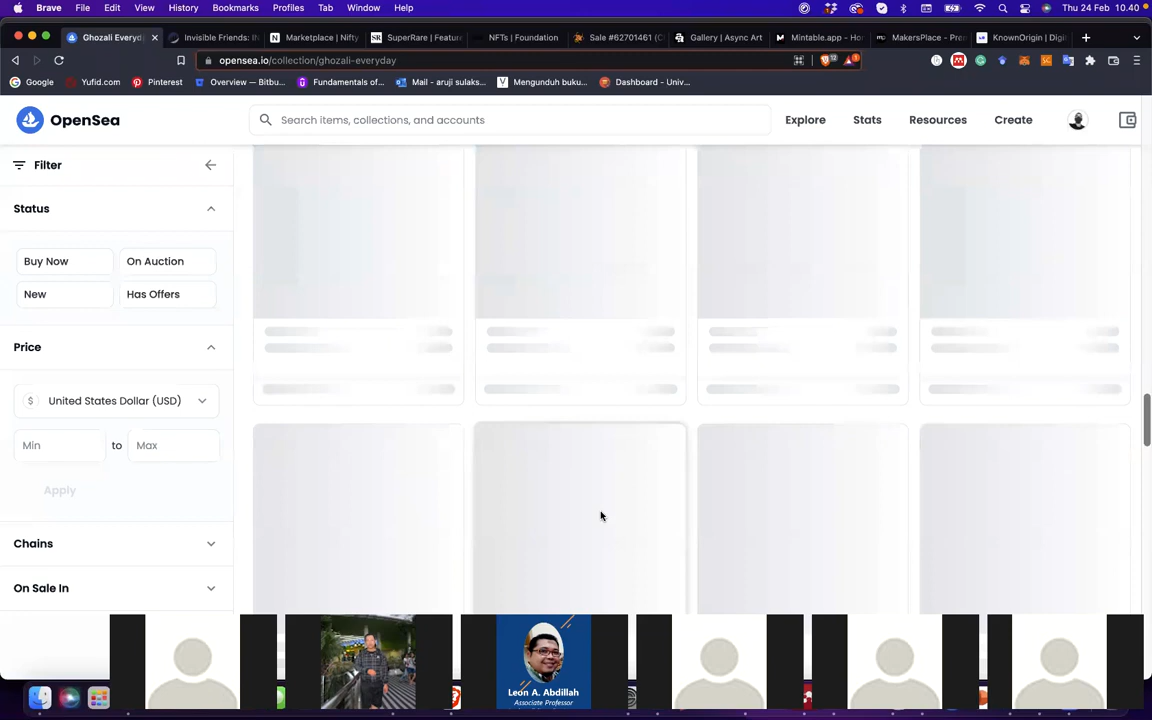 Brave File Edit View History Bookmarks Profiles Tab Window Help Thu 24 Feb 10.40
Ghozali Everyd Invisible Friends: IN Marketplace | Nifty SR SuperRare | Featur NFTs | Foundation Sale #62701461 (C Gallery | Async Art Mintable.app - Ho MakersPlace - Pre KnownOrigin | Digi
opensea.io/collection/ghozali-everyday
Google Yufid.com Pinterest Overview — Bitbu... Fundamentals of... Mail - aruji sulaks... Mengunduh buku... Dashboard - Univ...
OpenSea
Search items, collections, and accounts
Explore Stats Resources Create
Filter
Status
Buy Now On Auction
New Has Offers
Price
$ United States Dollar (USD)
Min to Max
Apply
Chains
On Sale In
Leon A. Abdillah
Associate Professor